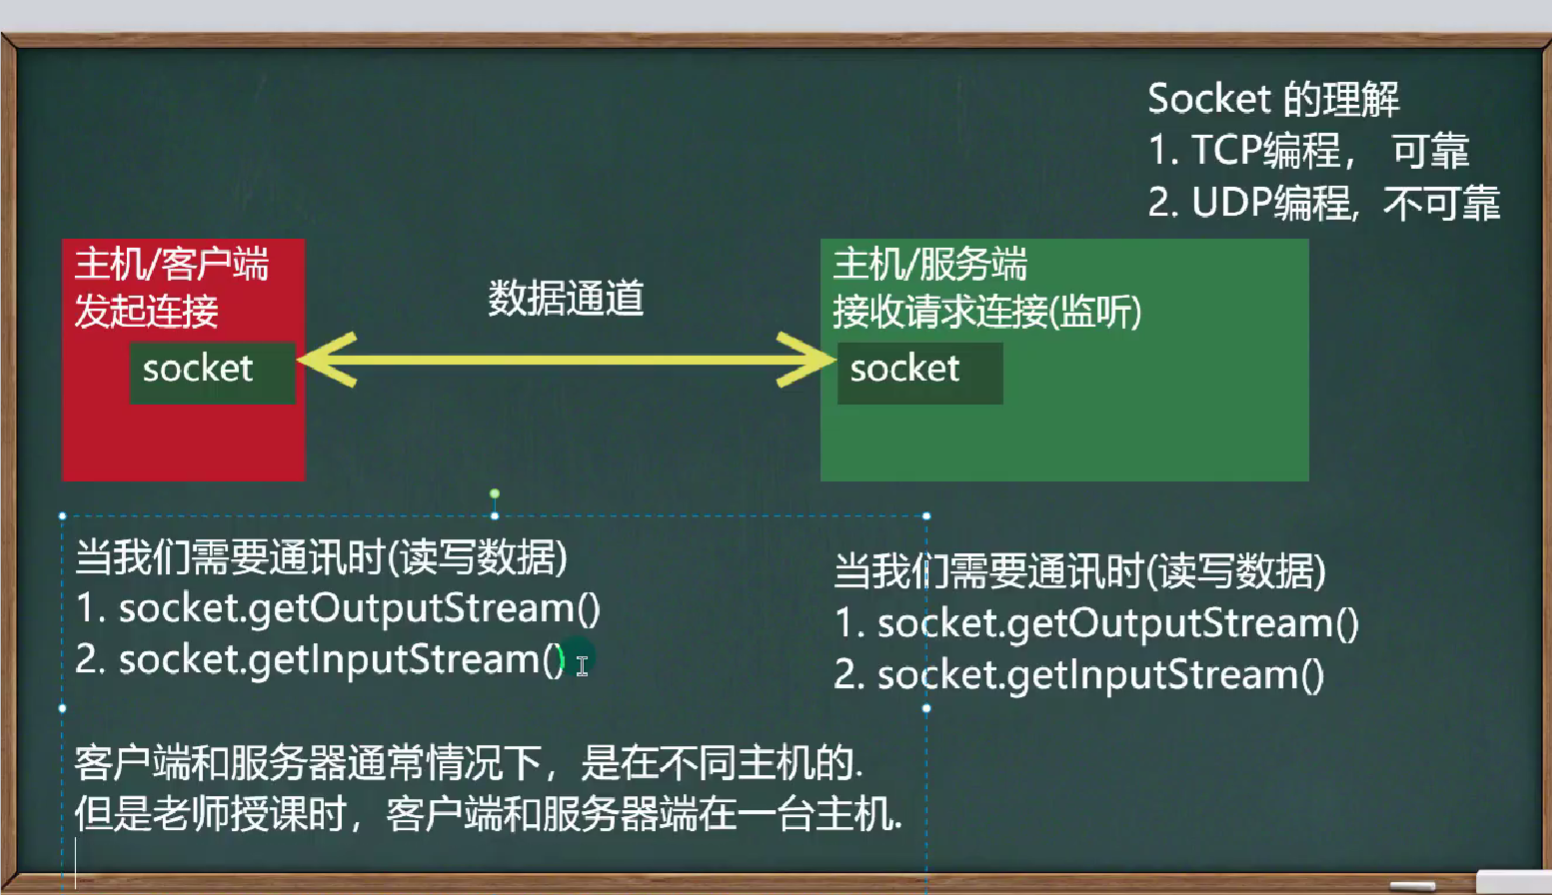 Socket 的理解
1. TCP编程， 可靠
2. UDP编程, 不可靠
主机/客户端
发起连接
socket
数据通道
主机/服务端
接收请求连接(监听)
socket
当我们需要通讯时(读写数据)
1. socket.getOutputStream()
2. socket.getInputStream()
客户端和服务器通常情况下，是在不同主机的.
但是老师授课时，客户端和服务器端在一台主机.
当我们需要通讯时(读写数据)
1. socket.getOutputStream()
2. socket.getInputStream()